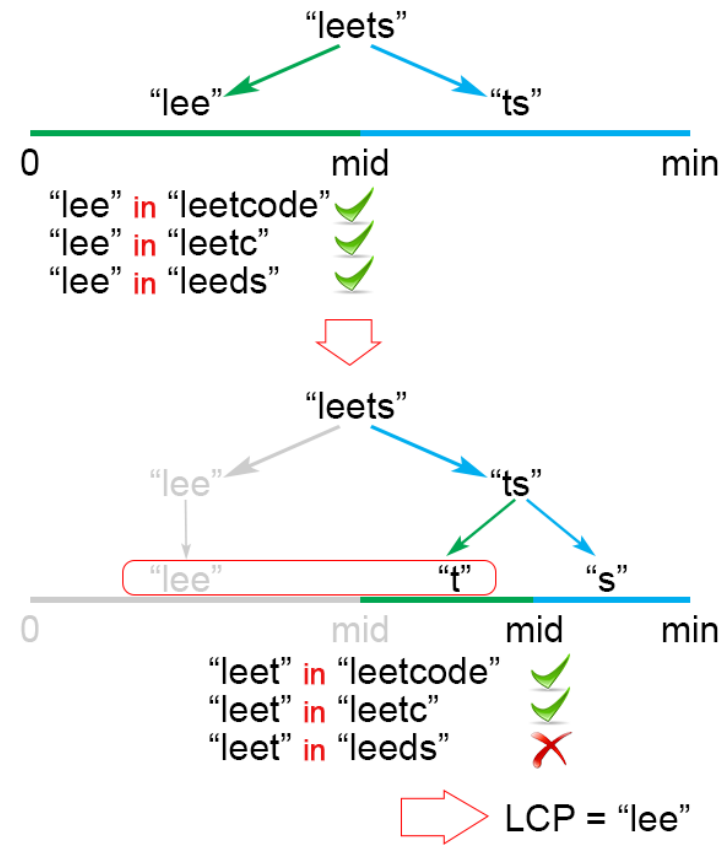 “leets”
“lee” “ts”
0 mid min
“lee” in “leetcode”
“lee” in “leetc”
“lee” in “leeds”
“leets”
“lee” “ts”
“lee” “t” “s”
0 mid mid min
“leet” in “leetcode”
“leet” in “leetc”
“leet” in “leeds”
LCP = “lee”